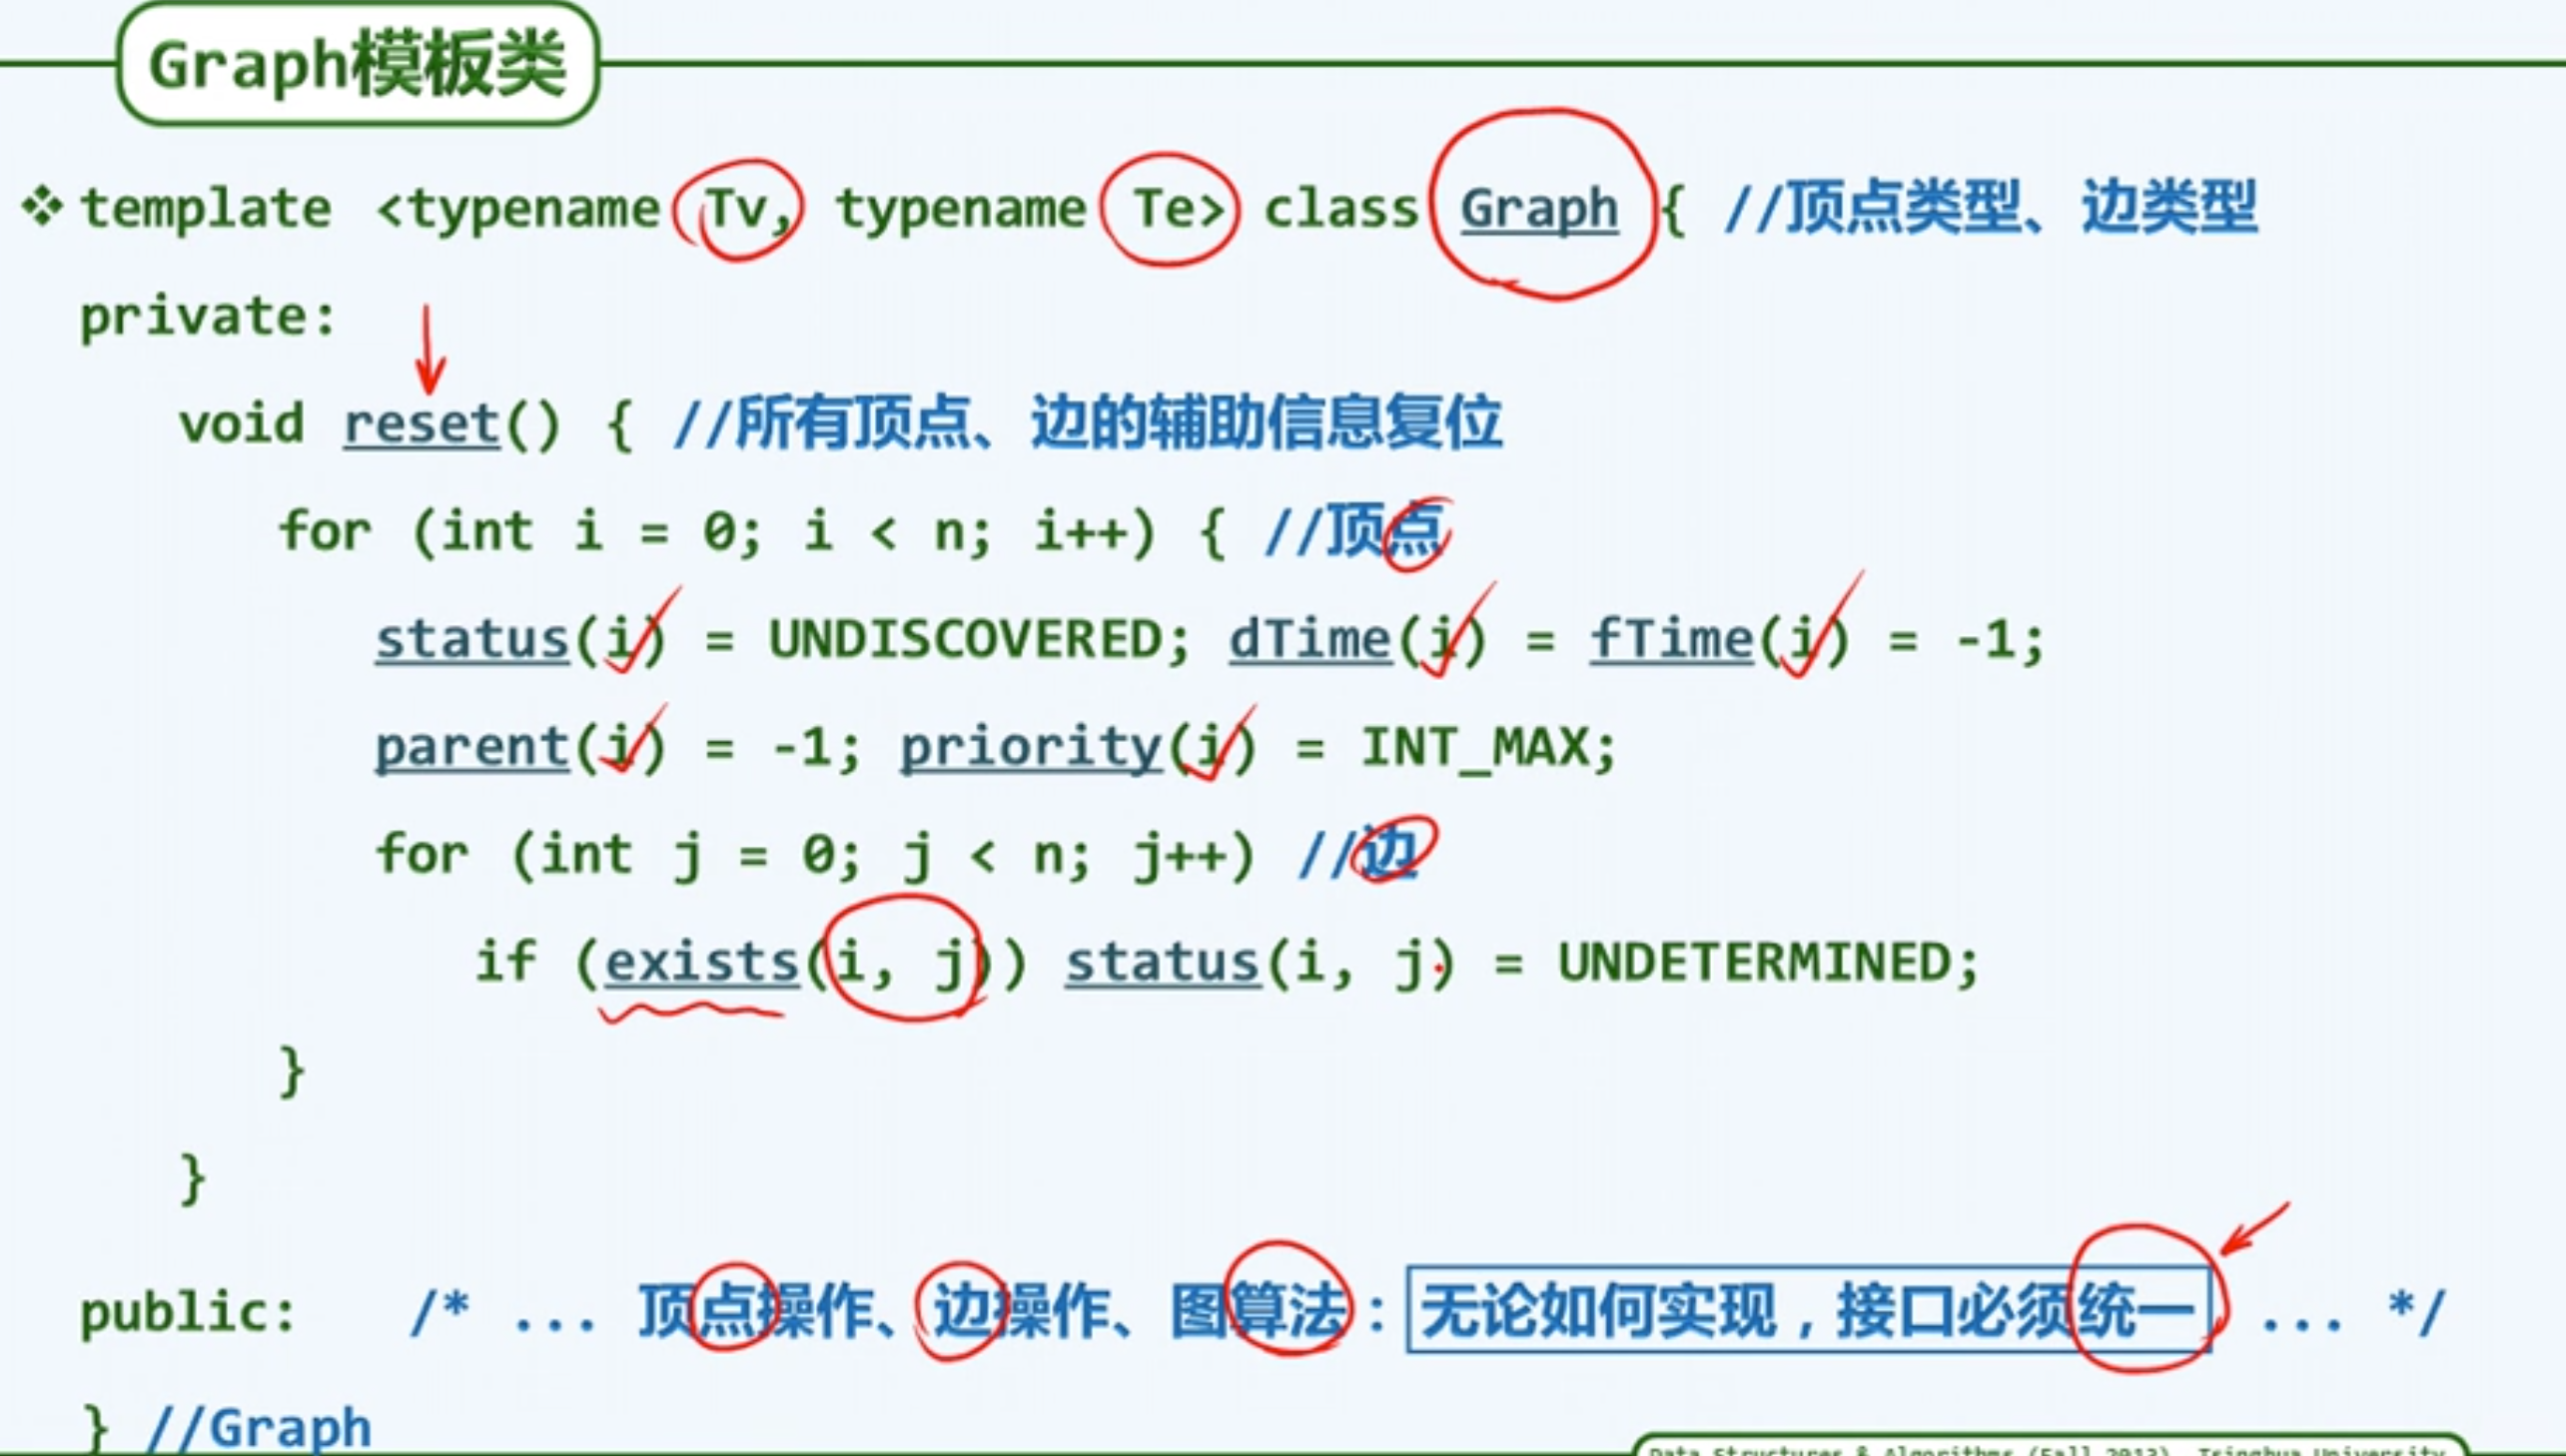 Graph模板类
❖ template <typename Tv, typename Te> class Graph { //顶点类型、边类型
private:
void reset() { //所有顶点、边的辅助信息复位
for (int i = 0; i < n; i++) { //顶点
status(i) = UNDISCOVERED; dTime(i) = fTime(i) = -1;
parent(i) = -1; priority(i) = INT_MAX;
for (int j = 0; j < n; j++) //边
if (exists(i, j)) status(i, j) = UNDETERMINED;
}
}
public: /* ... 顶点操作、边操作、图算法：无论如何实现，接口必须统一 ... */
} //Graph
Data Structures & Algorithms (Fall 2013), Tsinghua University